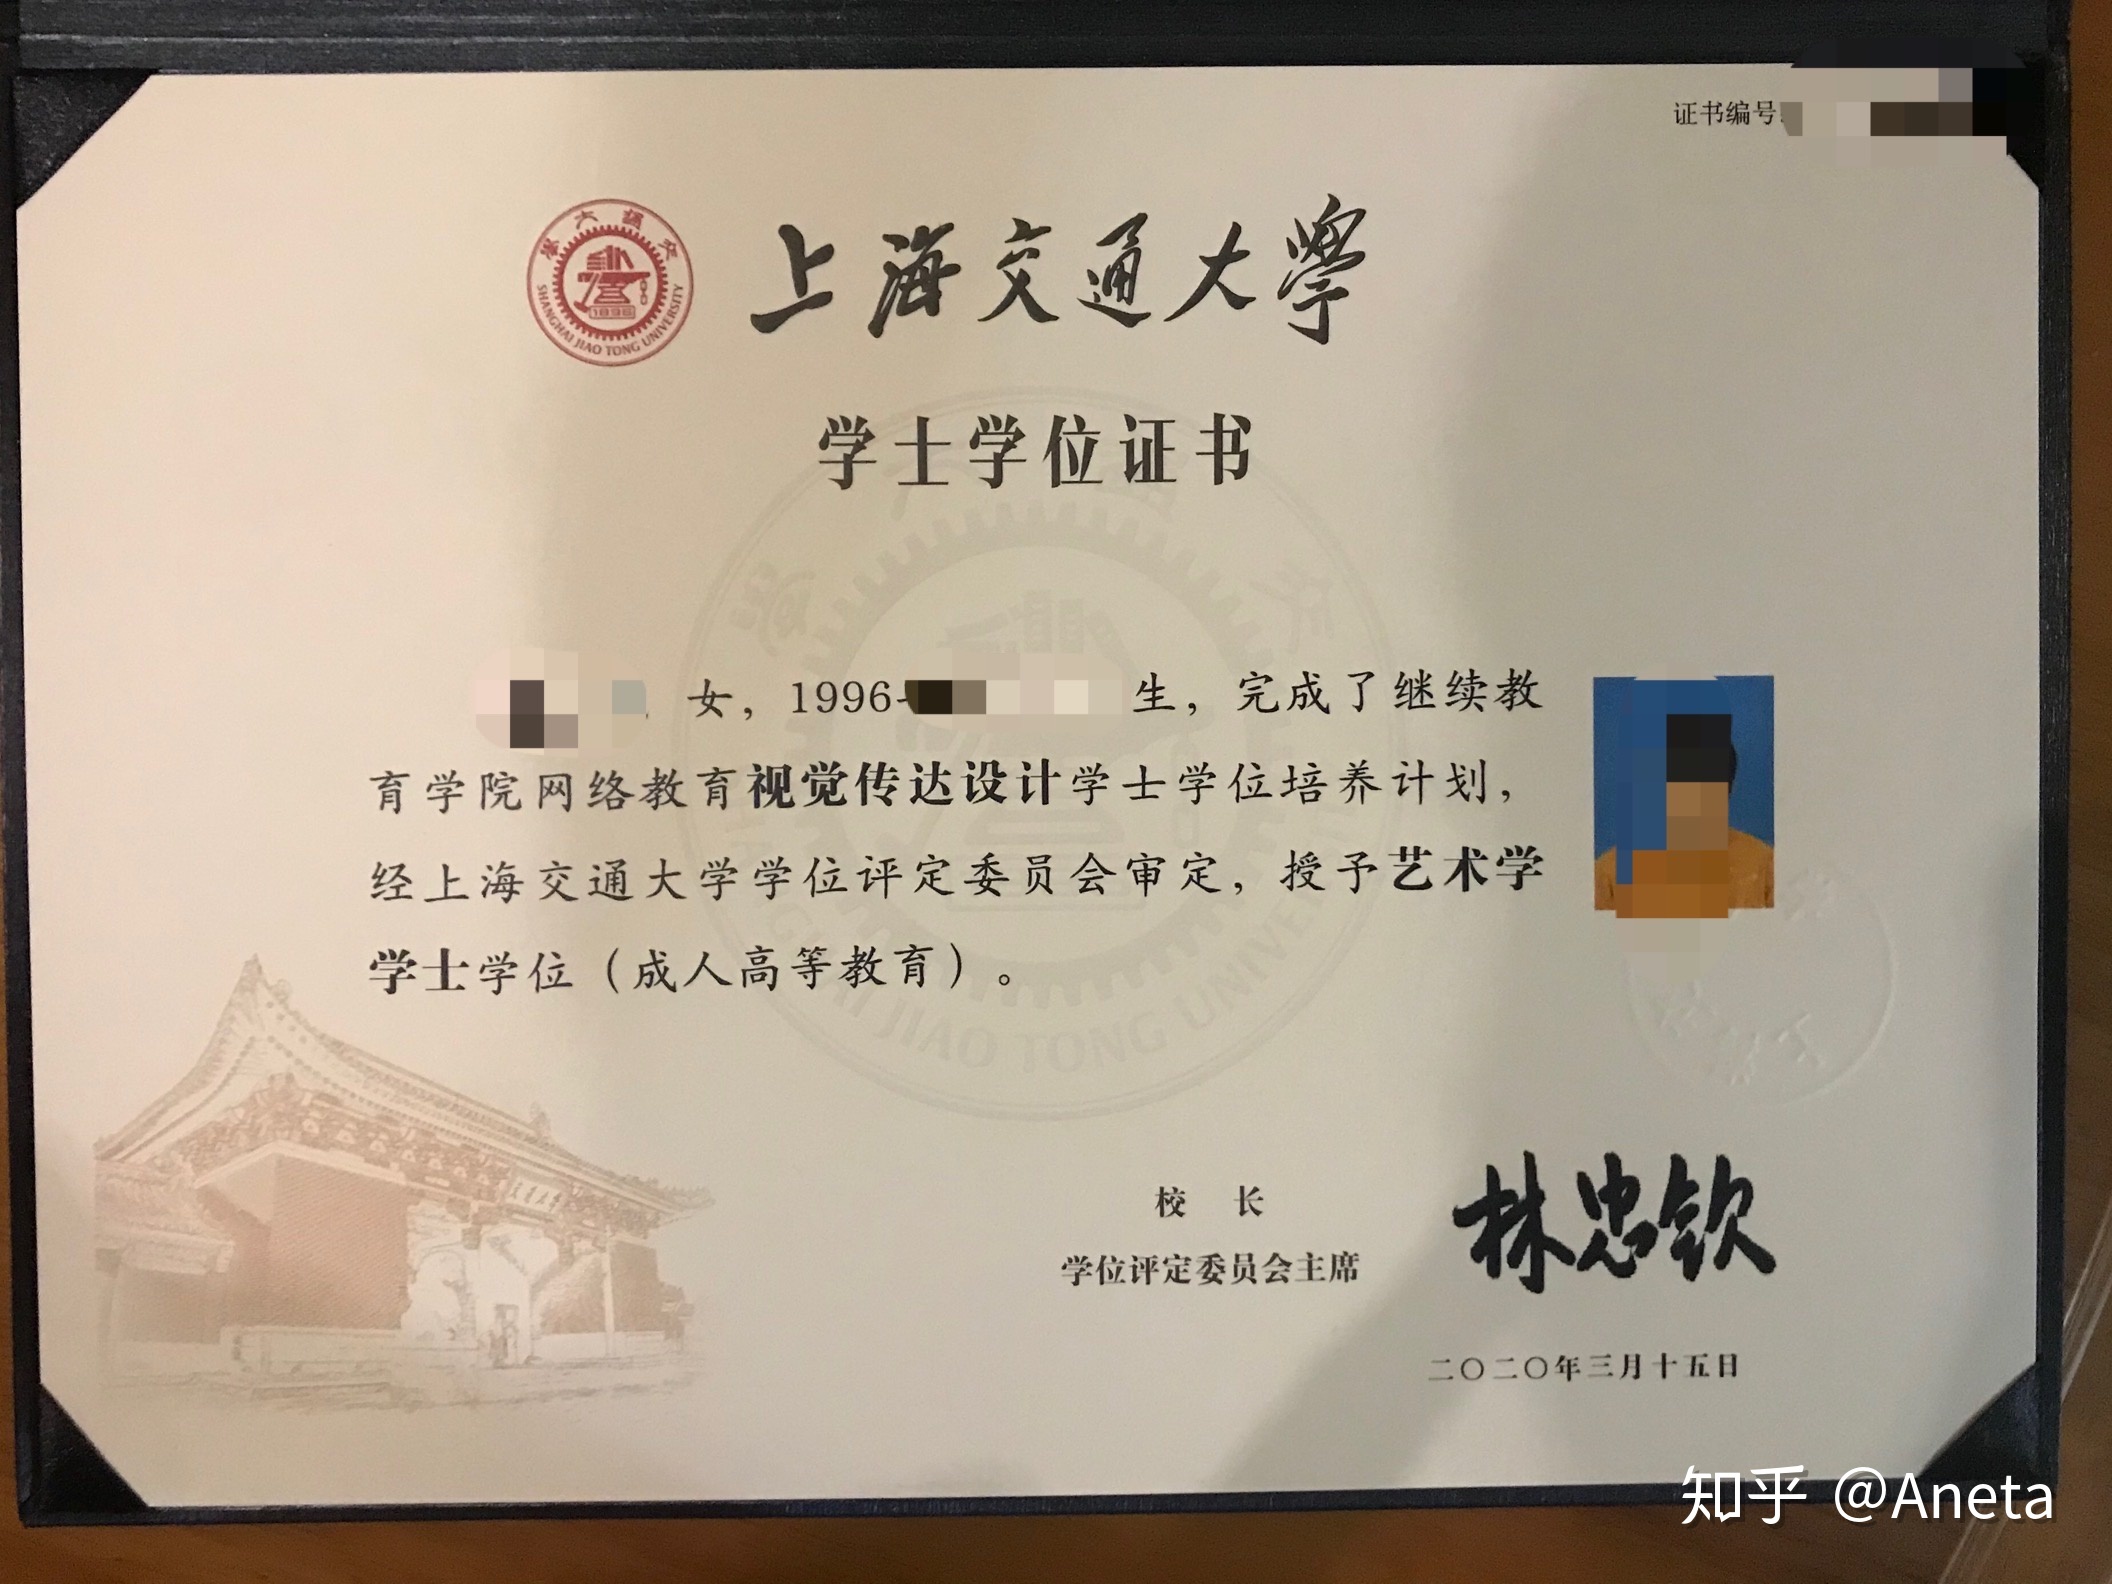 证书编号:
交通大学
SHANGHAI JIAO TONG UNIVERSITY
1896
上海交通大學
学士学位证书
女，1996- 生，完成了继续教
育学院网络教育视觉传达设计学士学位培养计划，
经上海交通大学学位评定委员会审定，授予艺术学
学士学位（成人高等教育）。
校 长
学位评定委员会主席
林忠钦
二〇二〇年三月十五日
知乎 @Aneta